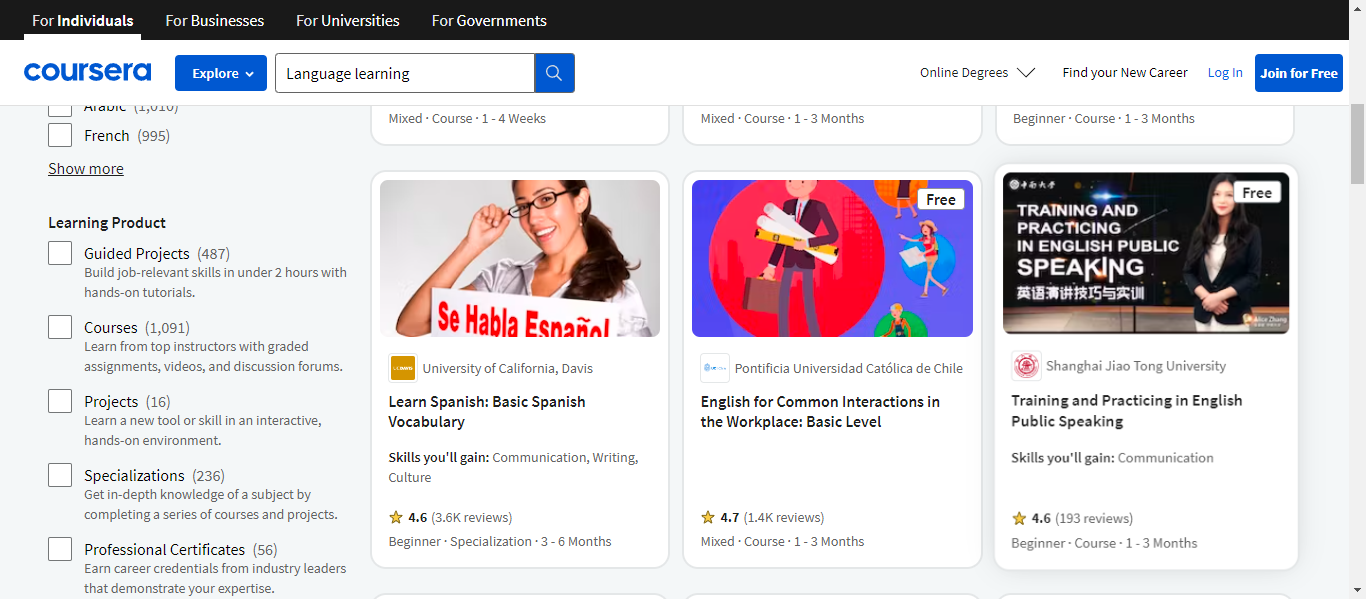 For Individuals
For Businesses
For Universities
For Governments
coursera
Explore
Language learning
Online Degrees
Find your New Career
Log In
Join for Free
Arabic (1,010)
French (995)
Show more
Learning Product
Guided Projects (487)
Build job-relevant skills in under 2 hours with
hands-on tutorials.
Courses (1,091)
Learn from top instructors with graded
assignments, videos, and discussion forums.
Projects (16)
Learn a new tool or skill in an interactive,
hands-on environment.
Specializations (236)
Get in-depth knowledge of a subject by
completing a series of courses and projects.
Professional Certificates (56)
Earn career credentials from industry leaders
that demonstrate your expertise.
Mixed · Course · 1 - 4 Weeks
Mixed · Course · 1 - 3 Months
Beginner · Course · 1 - 3 Months
Se Habla Español
University of California, Davis
Learn Spanish: Basic Spanish
Vocabulary
Skills you'll gain: Communication, Writing,
Culture
4.6 (3.6K reviews)
Beginner · Specialization · 3 - 6 Months
Free
Pontificia Universidad Católica de Chile
English for Common Interactions in
the Workplace: Basic Level
4.7 (1.4K reviews)
Mixed · Course · 1 - 3 Months
中南大学
Free
TRAINING AND
PRACTICING
IN ENGLISH PUBLIC
SPEAKING
英语演讲技巧与实训
Alice Zhang
Shanghai Jiao Tong University
Training and Practicing in English
Public Speaking
Skills you'll gain: Communication
4.6 (193 reviews)
Beginner · Course · 1 - 3 Months